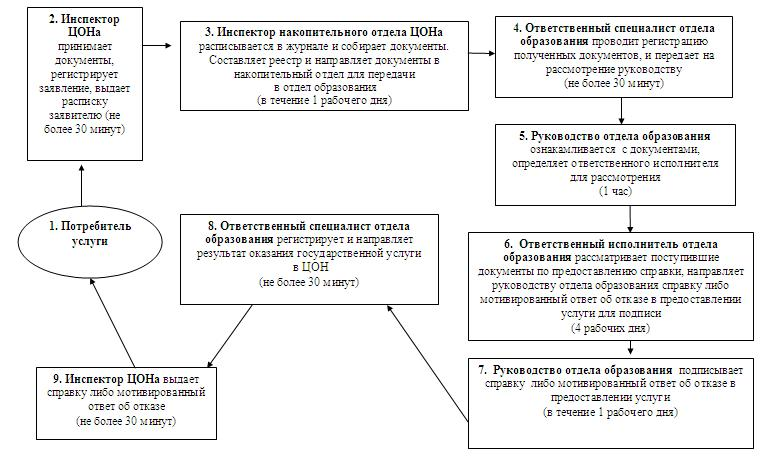 1. Потребитель
услуги
2. Инспектор
ЦОНа
принимает
документы,
регистрирует
заявление, выдает
расписку
заявителю (не
более 30 минут)
3. Инспектор накопительного отдела ЦОНа
расписывается в журнале и собирает документы.
Составляет реестр и направляет документы в
накопительный отдел для передачи
в отдел образования
(в течение 1 рабочего дня)
4. Ответственный специалист отдела
образования проводит регистрацию
полученных документов, и передает на
рассмотрение руководству
(не более 30 минут)
5. Руководство отдела образования
ознакамливается с документами,
определяет ответственного исполнителя
для рассмотрения
(1 час)
6. Ответственный исполнитель отдела
образования рассматривает поступившие
документы по предоставлению справки, направляет
руководству отдела образования справку либо
мотивированный ответ об отказе в предоставлении
услуги для подписи
(4 рабочих дня)
7. Руководство отдела образования подписывает
справку либо мотивированный ответ об отказе в
предоставлении услуги
(в течение 1 рабочего дня)
8. Ответственный специалист отдела
образования регистрирует и направляет
результат оказания государственной услуги
в ЦОН
(не более 30 минут)
9. Инспектор ЦОНа выдает
справку либо мотивированный
ответ об отказе
(не более 30 минут)